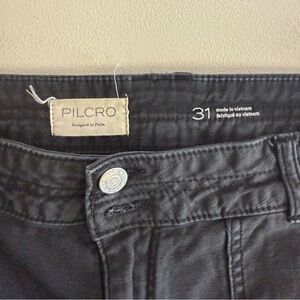 PILCRO
Designed in Phila.
31
made in vietnam
fabriqué au vietnam